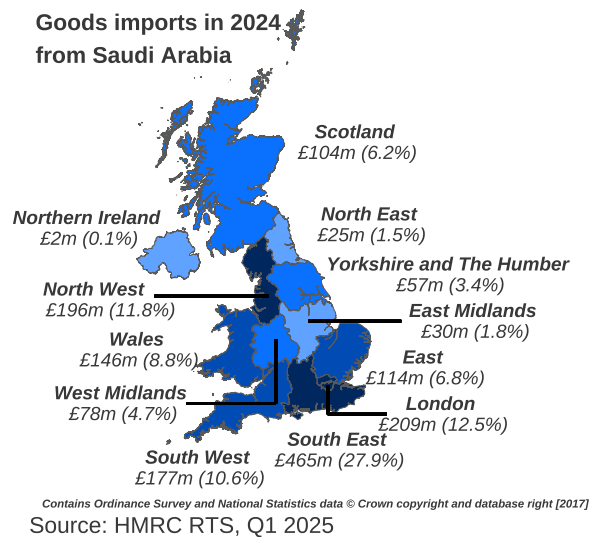 Goods imports in 2024
from Saudi Arabia
Scotland
£104m (6.2%)
Northern Ireland
£2m (0.1%)
North East
£25m (1.5%)
Yorkshire and The Humber
£57m (3.4%)
North West
£196m (11.8%)
East Midlands
£30m (1.8%)
Wales
£146m (8.8%)
East
£114m (6.8%)
West Midlands
£78m (4.7%)
London
£209m (12.5%)
South East
£465m (27.9%)
South West
£177m (10.6%)
Contains Ordinance Survey and National Statistics data © Crown copyright and database right [2017]
Source: HMRC RTS, Q1 2025